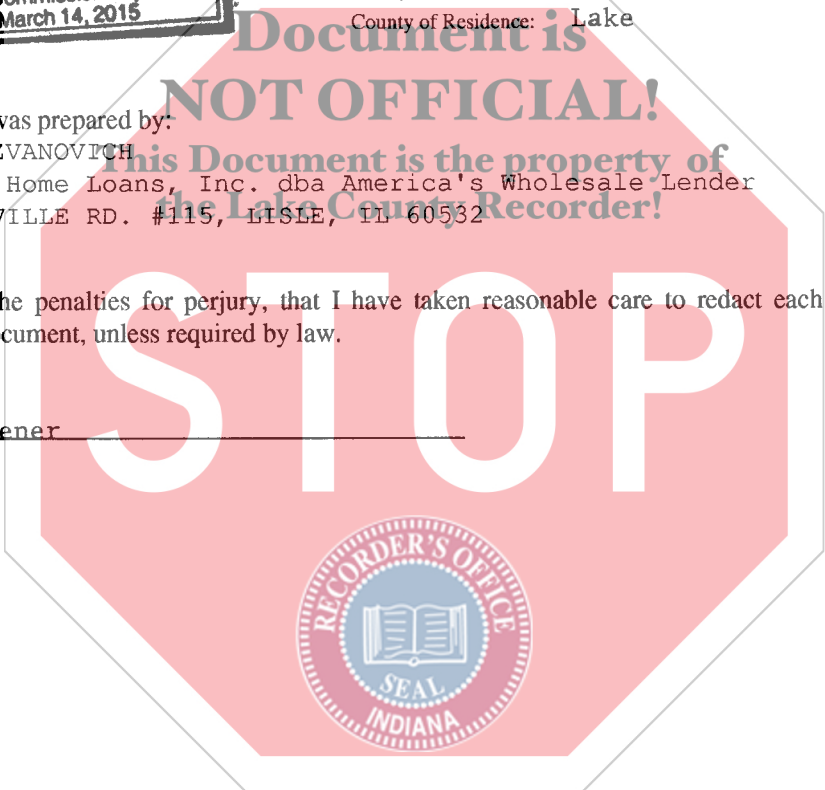 March 14, 2015
County of Residence: Lake
Document is
NOT OFFICIAL!
was prepared by:
ZVANOVICH
This Document is the property of
Home Loans, Inc. dba America's Wholesale Lender
the Lake County Recorder!
VILLE RD. #115, LISLE, IL 60532
he penalties for perjury, that I have taken reasonable care to redact each
cument, unless required by law.
STOP
ener
RECORDER'S OFFICE
SEAL
INDIANA